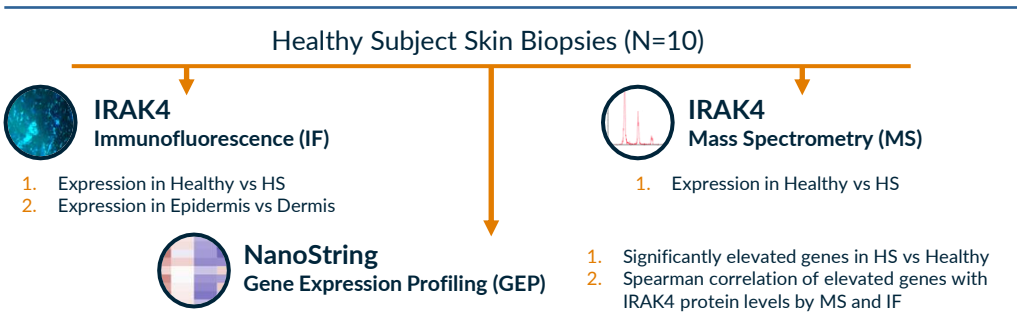 Healthy Subject Skin Biopsies (N=10)
IRAK4
Immunofluorescence (IF)
1. Expression in Healthy vs HS
2. Expression in Epidermis vs Dermis
IRAK4
Mass Spectrometry (MS)
1. Expression in Healthy vs HS
NanoString
Gene Expression Profiling (GEP)
1. Significantly elevated genes in HS vs Healthy
2. Spearman correlation of elevated genes with
IRAK4 protein levels by MS and IF